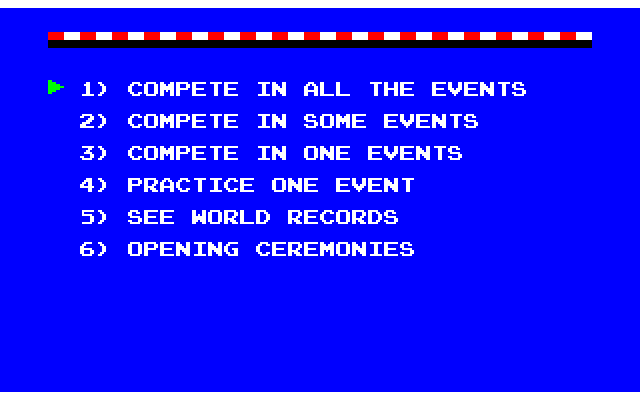 1) COMPETE IN ALL THE EVENTS
2) COMPETE IN SOME EVENTS
3) COMPETE IN ONE EVENTS
4) PRACTICE ONE EVENT
5) SEE WORLD RECORDS
6) OPENING CEREMONIES